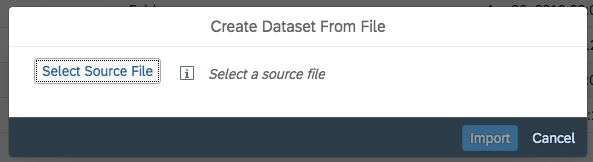 Create Dataset From File
Select Source File
Select a source file
Import
Cancel